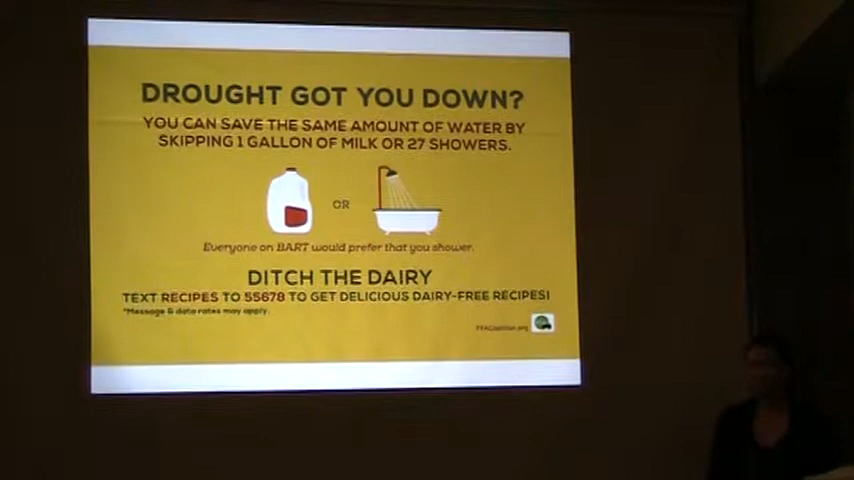 DROUGHT GOT YOU DOWN?
YOU CAN SAVE THE SAME AMOUNT OF WATER BY
SKIPPING 1 GALLON OF MILK OR 27 SHOWERS.
OR
Everyone on BART would prefer that you shower.
DITCH THE DAIRY
TEXT RECIPES TO 55678 TO GET DELICIOUS DAIRY-FREE RECIPES!
*Message & data rates may apply.